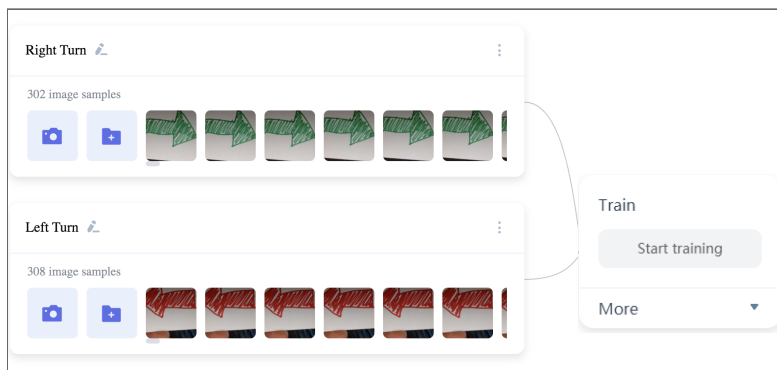 Right Turn
302 image samples
Left Turn
308 image samples
Train
Start training
More